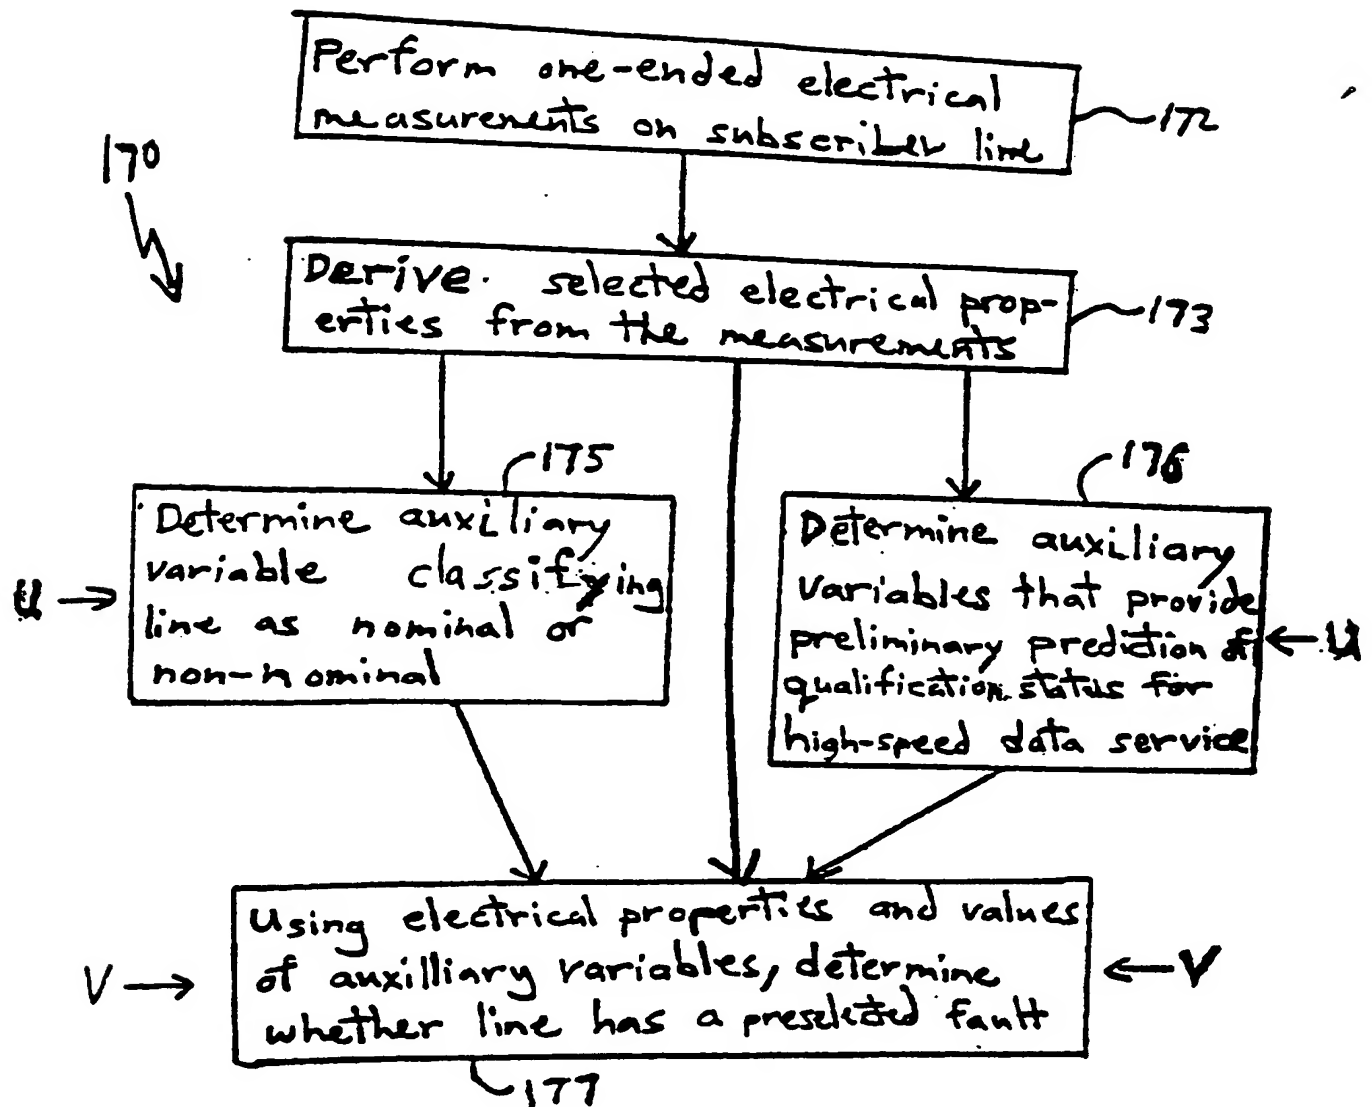 Perform one-ended electrical
measurements on subscriber line
172
170
Derive. selected electrical prop-
erties from the measurements
173
175
176
Determine auxiliary
variable classifying
line as nominal or
non-nominal
U
Determine auxiliary
variables that provide
preliminary prediction of
qualification status for
high-speed data service
U
Using electrical properties and values
of auxilliary variables, determine
whether line has a preselected fault
V
V
177